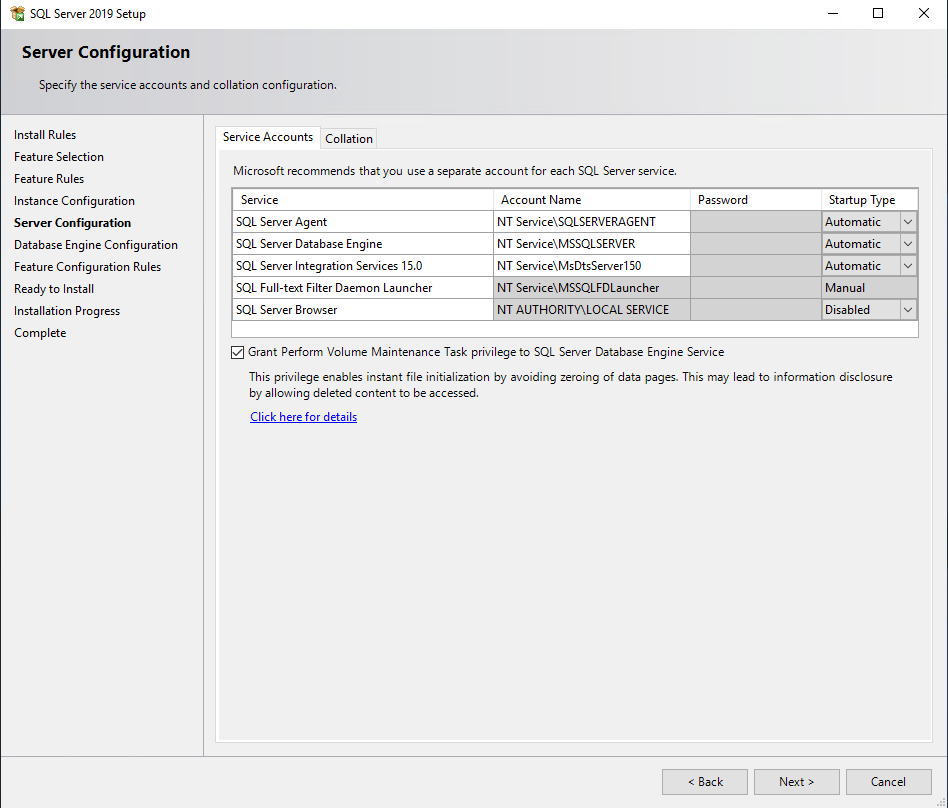 SQL Server 2019 Setup
Server Configuration
Specify the service accounts and collation configuration.
Install Rules
Feature Selection
Feature Rules
Instance Configuration
Server Configuration
Database Engine Configuration
Feature Configuration Rules
Ready to Install
Installation Progress
Complete
Service Accounts Collation
Microsoft recommends that you use a separate account for each SQL Server service.
Service Account Name Password Startup Type
SQL Server Agent NT Service\SQLSERVERAGENT Automatic
SQL Server Database Engine NT Service\MSSQLSERVER Automatic
SQL Server Integration Services 15.0 NT Service\MsDtsServer150 Automatic
SQL Full-text Filter Daemon Launcher NT Service\MSSQLFDLauncher Manual
SQL Server Browser NT AUTHORITY\LOCAL SERVICE Disabled
Grant Perform Volume Maintenance Task privilege to SQL Server Database Engine Service
This privilege enables instant file initialization by avoiding zeroing of data pages. This may lead to information disclosure
by allowing deleted content to be accessed.
Click here for details
< Back Next > Cancel